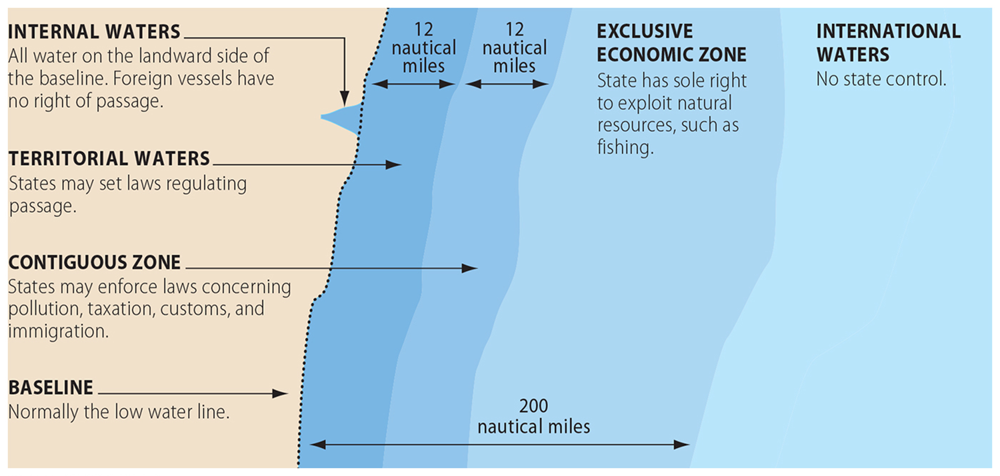 INTERNAL WATERS
All water on the landward side of
the baseline. Foreign vessels have
no right of passage.
TERRITORIAL WATERS
States may set laws regulating
passage.
CONTIGUOUS ZONE
States may enforce laws concerning
pollution, taxation, customs, and
immigration.
BASELINE
Normally the low water line.
12
nautical
miles
12
nautical
miles
EXCLUSIVE
ECONOMIC ZONE
State has sole right
to exploit natural
resources, such as
fishing.
INTERNATIONAL
WATERS
No state control.
200
nautical miles